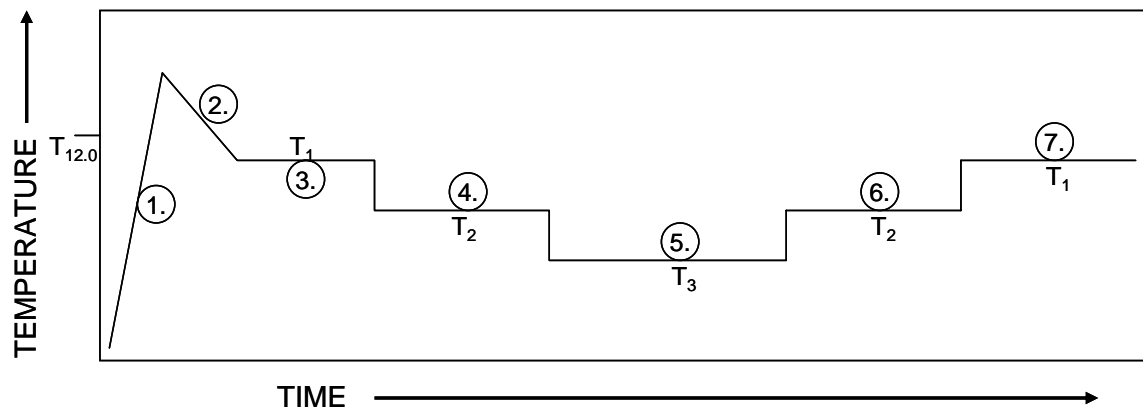 TEMPERATURE
T12.0
1.
2.
T1
3.
4.
T2
5.
T3
6.
T2
7.
T1
TIME